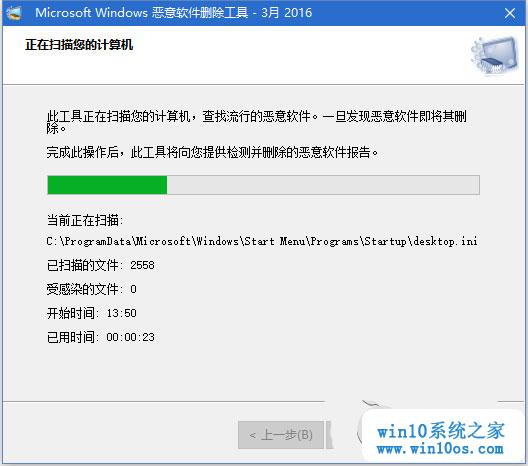 Microsoft Windows 恶意软件删除工具 - 3月 2016
正在扫描您的计算机
此工具正在扫描您的计算机，查找流行的恶意软件。一旦发现恶意软件即将其删
除。
完成此操作后，此工具将向您提供检测并删除的恶意软件报告。
当前正在扫描:
C:\ProgramData\Microsoft\Windows\Start Menu\Programs\Startup\desktop.ini
已扫描的文件: 2558
受感染的文件: 0
开始时间: 13:50
已用时间: 00:00:23
< 上一步(B)
win10系统之家
www.win10os.com